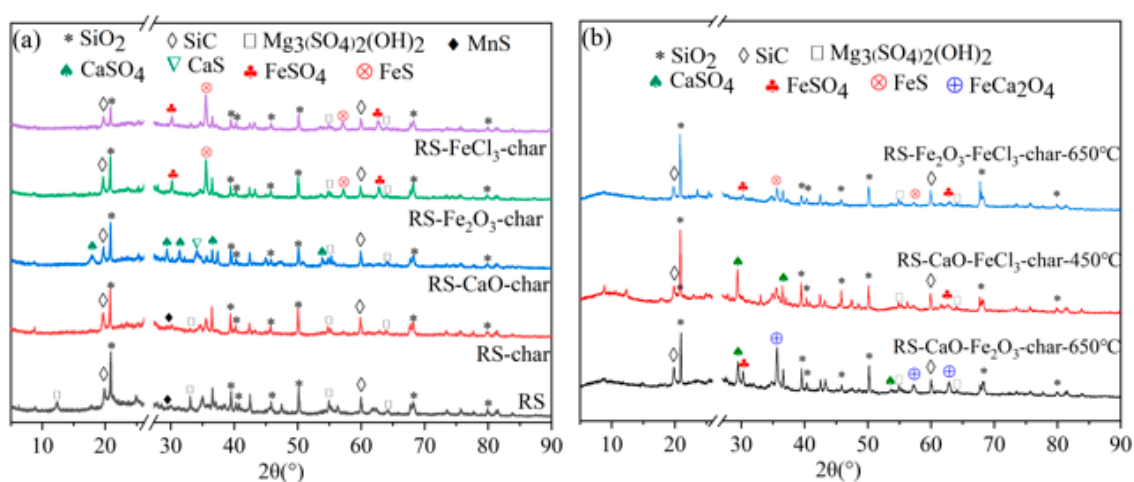 (a)
* SiO2 ◊ SiC □ Mg3(SO4)2(OH)2 ♦ MnS
♠ CaSO4 ▽ CaS ♣ FeSO4 ⊗ FeS
RS-FeCl3-char
RS-Fe2O3-char
RS-CaO-char
RS-char
RS
10 20 30 40 50 60 70 80 90
2θ(°)
(b)
* SiO2 ◊ SiC □ Mg3(SO4)2(OH)2
♠ CaSO4 ♣ FeSO4 ⊗ FeS ⊕ FeCa2O4
RS-Fe2O3-FeCl3-char-650°C
RS-CaO-FeCl3-char-450°C
RS-CaO-Fe2O3-char-650°C
10 20 30 40 50 60 70 80 90
2θ(°)